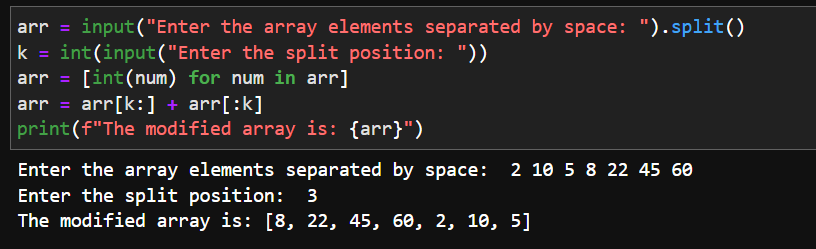 arr = input("Enter the array elements separated by space: ").split()
k = int(input("Enter the split position: "))
arr = [int(num) for num in arr]
arr = arr[k:] + arr[:k]
print(f"The modified array is: {arr}")
Enter the array elements separated by space:  2 10 5 8 22 45 60
Enter the split position:  3
The modified array is: [8, 22, 45, 60, 2, 10, 5]